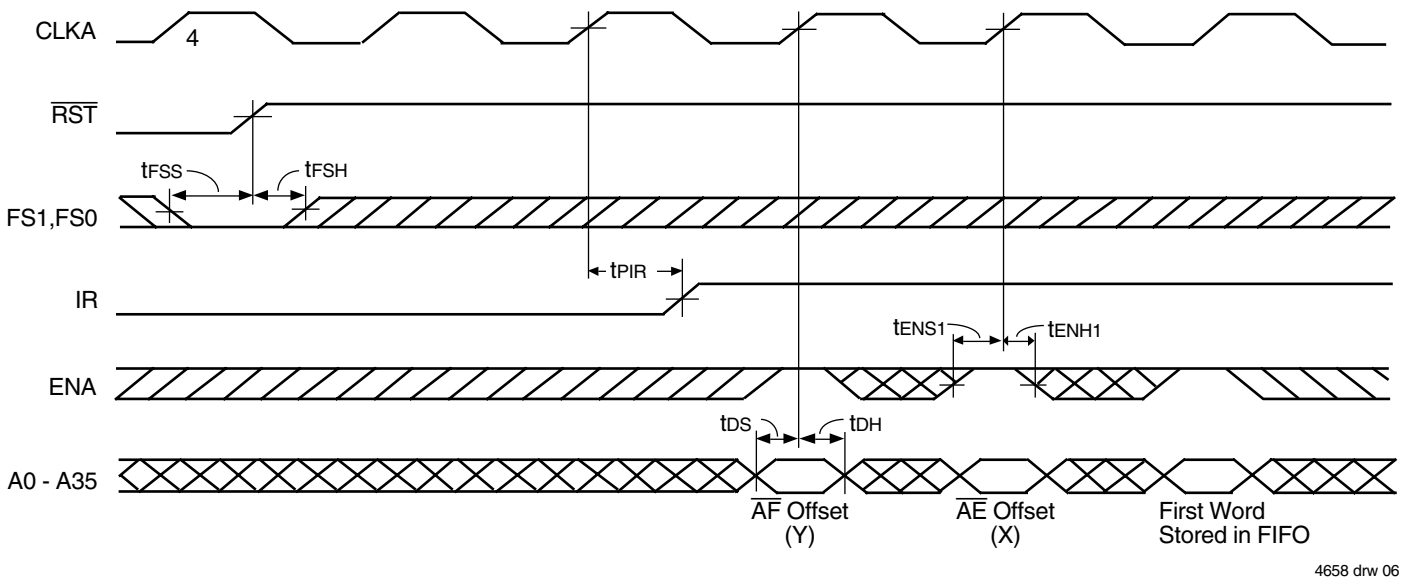 CLKA
4
RST
tFSS
tFSH
FS1,FS0
tPIR
IR
tENS1
tENH1
ENA
tDS
tDH
A0 - A35
AF Offset
(Y)
AE Offset
(X)
First Word
Stored in FIFO
4658 drw 06